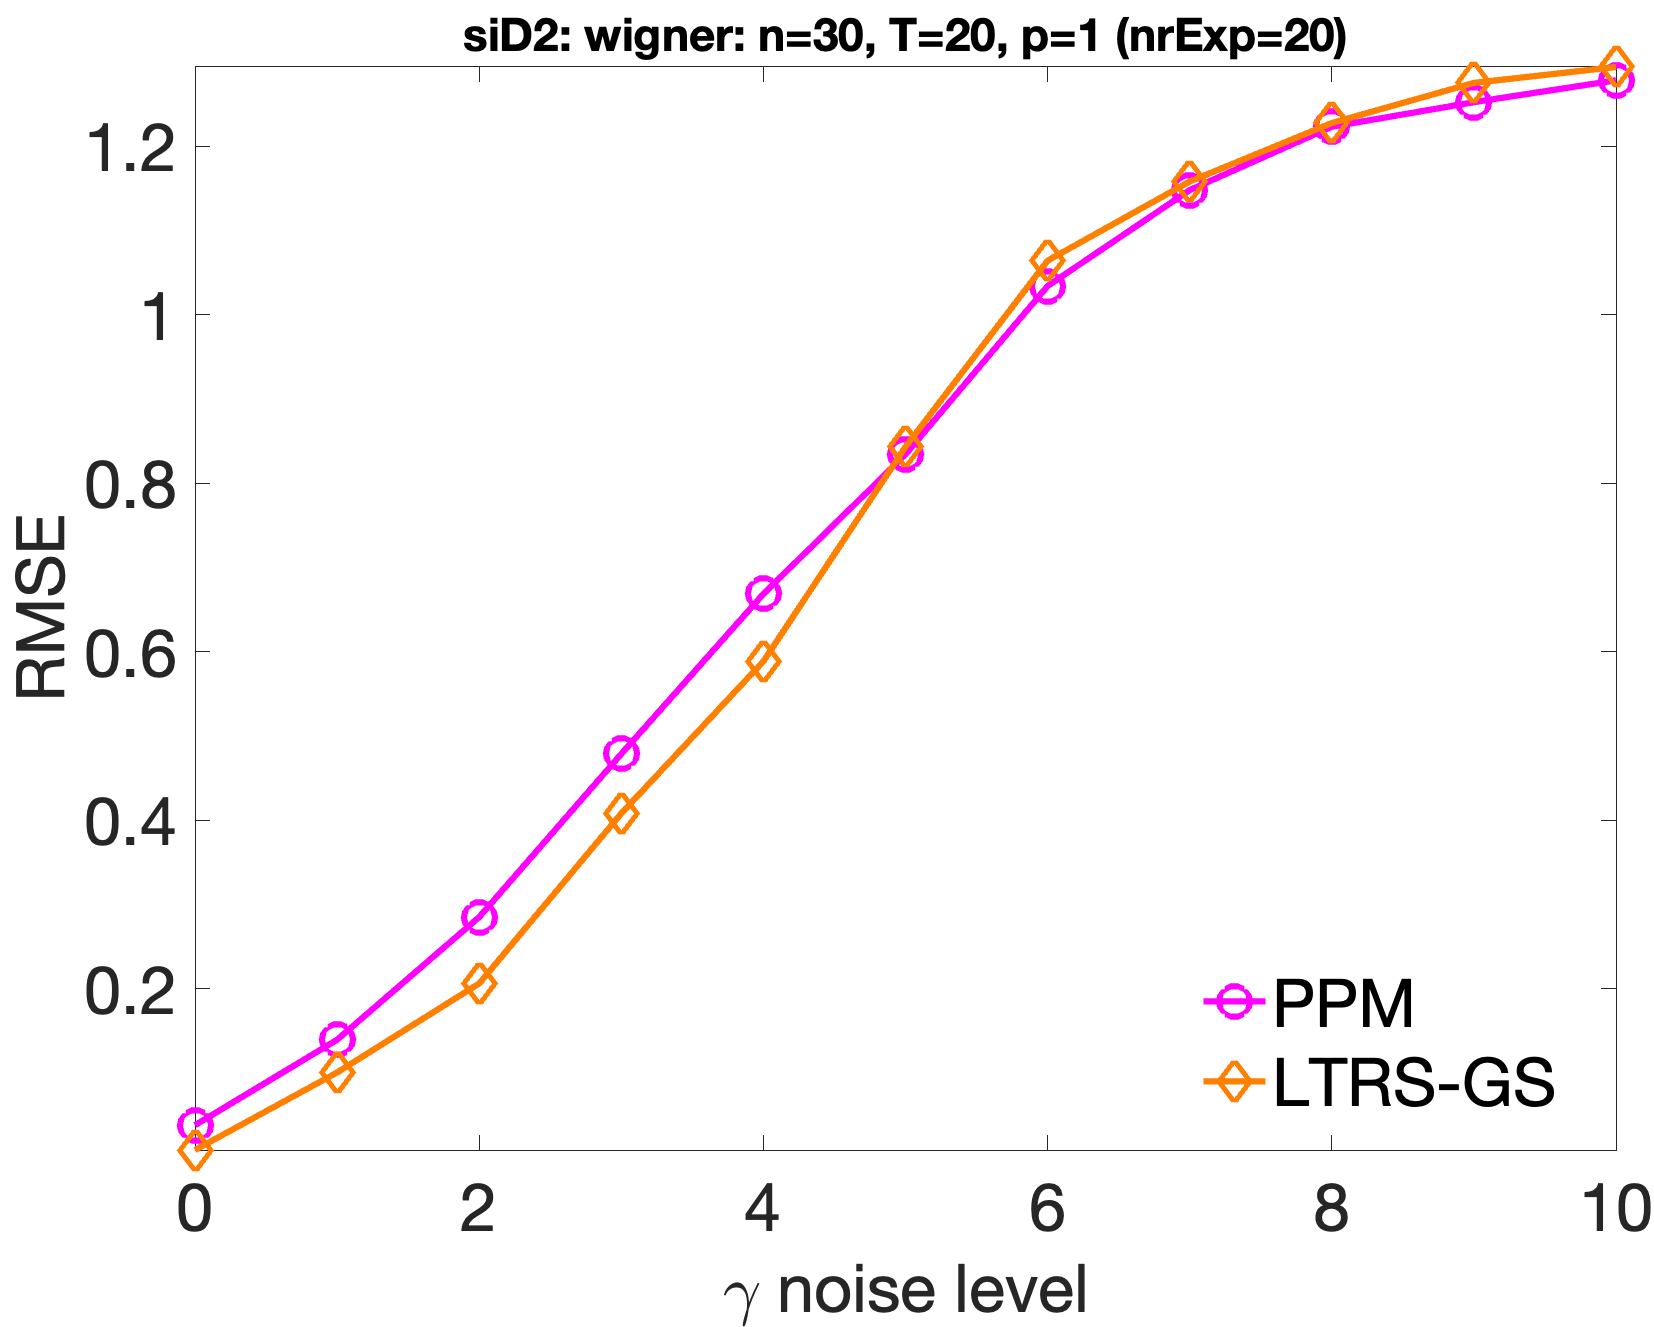 siD2: wigner: n=30, T=20, p=1 (nrExp=20)
1.2
1
0.8
0.6
0.4
0.2
RMSE
PPM
LTRS-GS
0 2 4 6 8 10
γ noise level